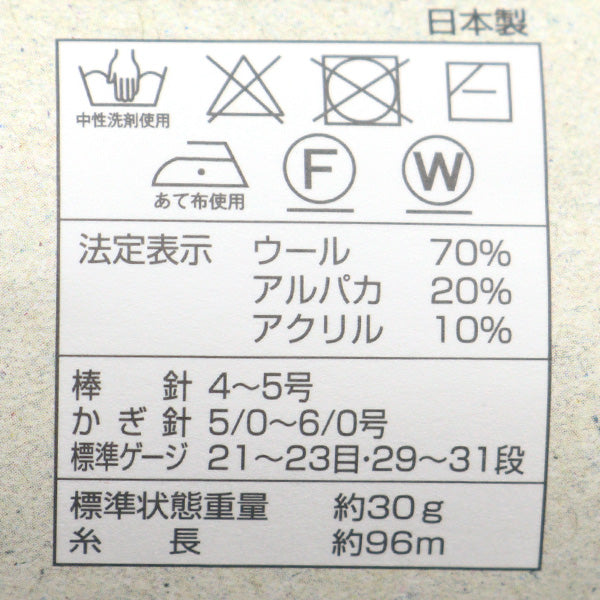 日本製
中性洗剤使用
あて布使用 F W
法定表示 ウール 70%
アルパカ 20%
アクリル 10%
棒針 4～5号
かぎ針 5/0～6/0号
標準ゲージ 21～23目・29～31段
標準状態重量 約30g
糸長 約96m